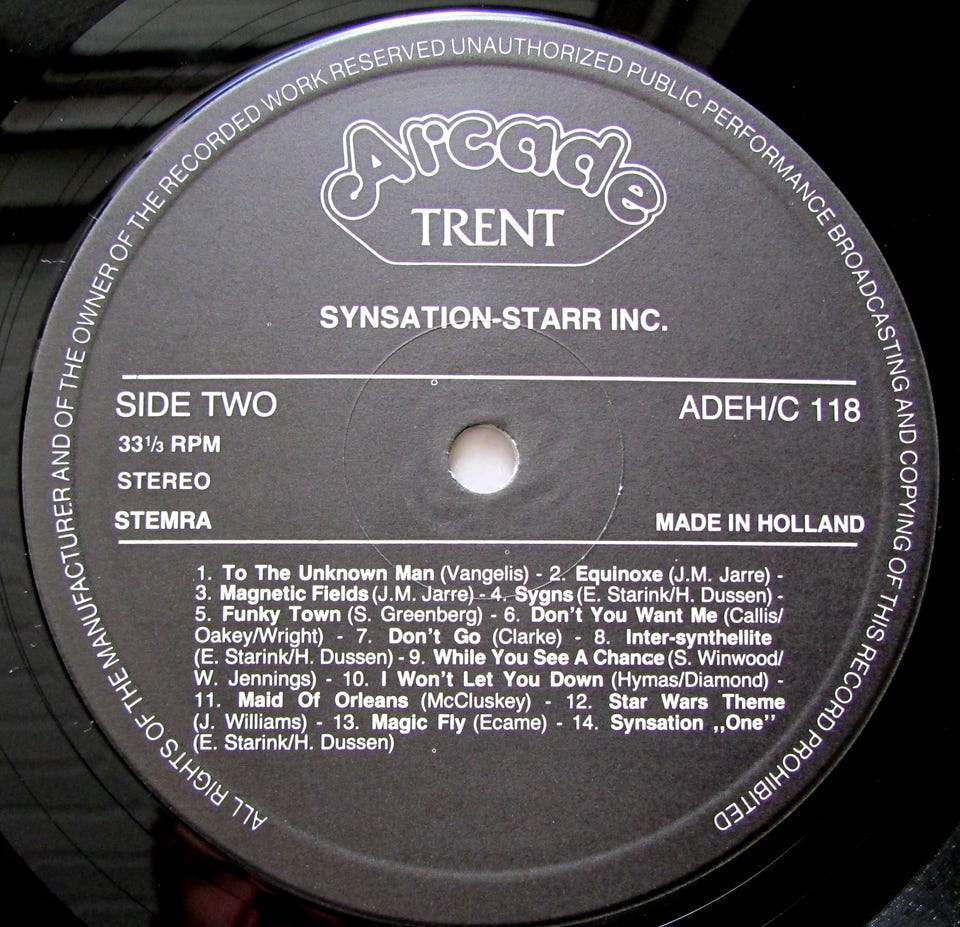 ALL RIGHTS OF THE MANUFACTURER AND OF THE OWNER OF THE RECORDED WORK RESERVED UNAUTHORIZED PUBLIC PERFORMANCE BROADCASTING AND COPYING OF THIS RECORD PROHIBITED
Arcade
TRENT
SYNSATION-STARR INC.
SIDE TWO
ADEH/C 118
33 1/3 RPM
STEREO
STEMRA
MADE IN HOLLAND
1. To The Unknown Man (Vangelis) - 2. Equinoxe (J.M. Jarre) -
3. Magnetic Fields (J.M. Jarre) - 4. Sygns (E. Starink/H. Dussen) -
5. Funky Town (S. Greenberg) - 6. Don't You Want Me (Callis/
Oakey/Wright) - 7. Don't Go (Clarke) - 8. Inter-synthellite
(E. Starink/H. Dussen) - 9. While You See A Chance (S. Winwood/
W. Jennings) - 10. I Won't Let You Down (Hymas/Diamond) -
11. Maid Of Orleans (McCluskey) - 12. Star Wars Theme
(J. Williams) - 13. Magic Fly (Ecame) - 14. Synsation ,,One''
(E. Starink/H. Dussen)